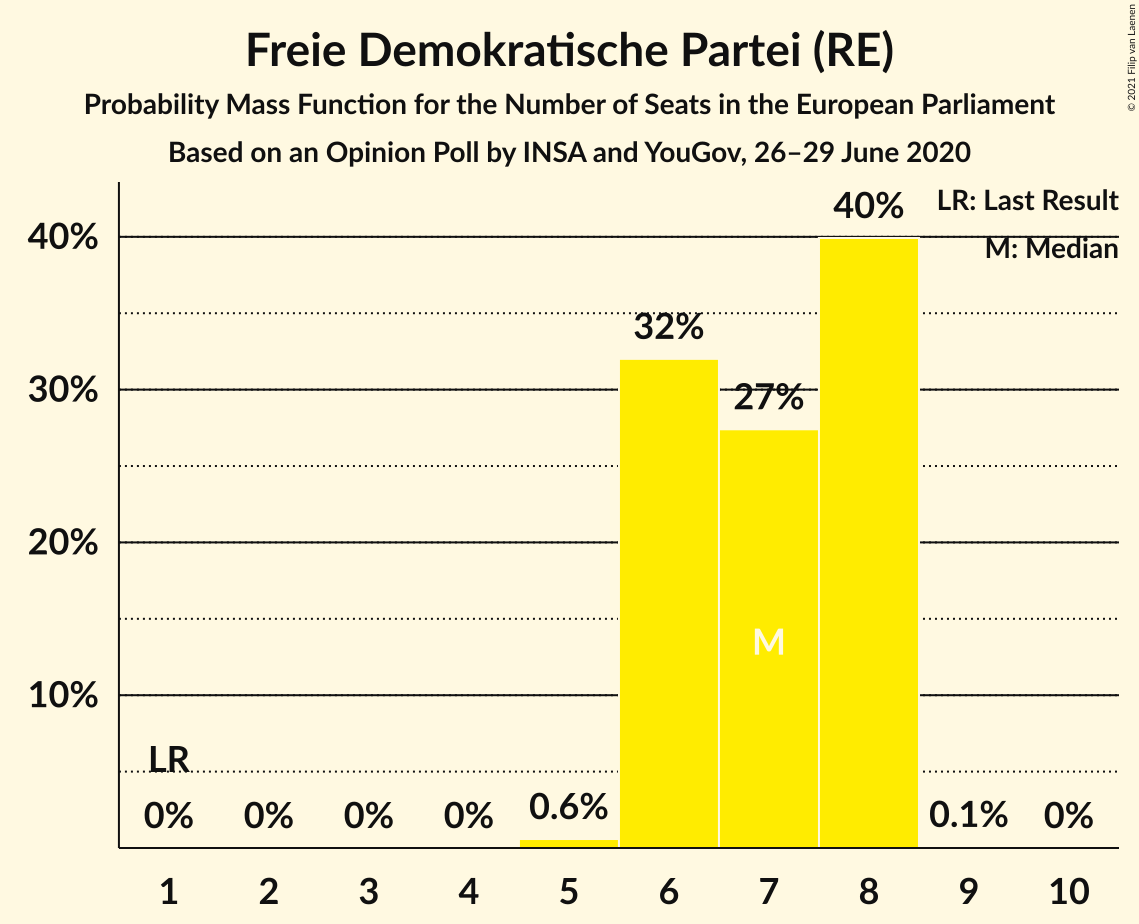 Freie Demokratische Partei (RE)
Probability Mass Function for the Number of Seats in the European Parliament
Based on an Opinion Poll by INSA and YouGov, 26–29 June 2020
© 2021 Filip van Laenen
LR: Last Result
M: Median
40%
30%
20%
10%
LR
0%
0%
0%
0%
0.6%
32%
27%
M
40%
0.1%
0%
1 2 3 4 5 6 7 8 9 10